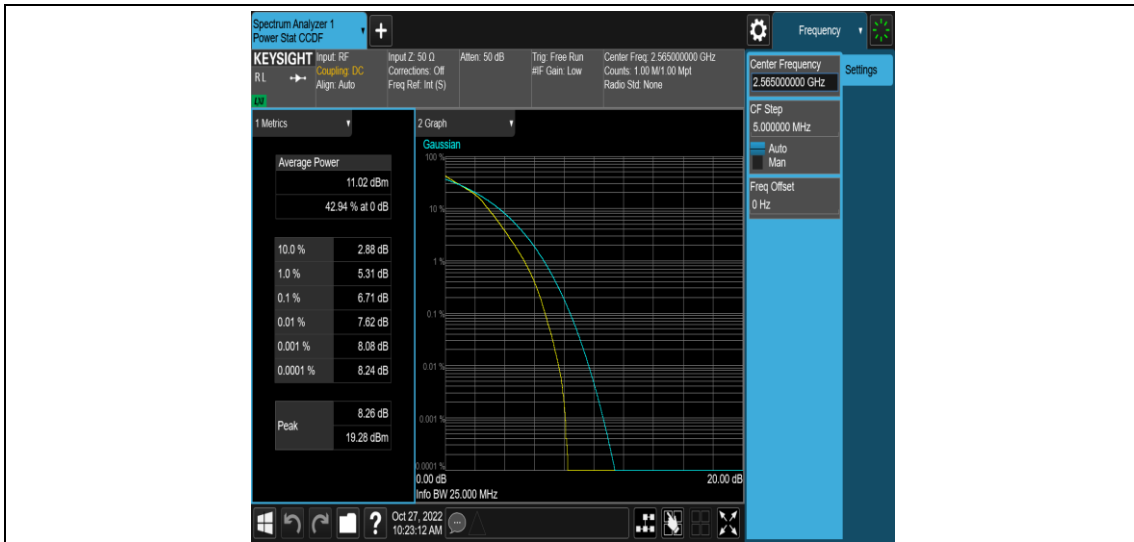 Spectrum Analyzer 1
Power Stat CCDF
Frequency
KEYSIGHT
RL
Input: RF
Coupling: DC
Align: Auto
Input Z: 50 Ω
Corrections: Off
Freq Ref: Int (S)
Atten: 50 dB
Trig: Free Run
#IF Gain: Low
Center Freq: 2.565000000 GHz
Counts: 1.00 M/1.00 Mpt
Radio Std: None
Center Frequency
2.565000000 GHz
Settings
CF Step
5.000000 MHz
Auto
Man
Freq Offset
0 Hz
1 Metrics
Average Power
11.02 dBm
42.94 % at 0 dB
10.0 % 2.88 dB
1.0 % 5.31 dB
0.1 % 6.71 dB
0.01 % 7.62 dB
0.001 % 8.08 dB
0.0001 % 8.24 dB
Peak
8.26 dB
19.28 dBm
2 Graph
Gaussian
100 %
10 %
1 %
0.1 %
0.01 %
0.001 %
0.0001 %
0.00 dB 20.00 dB
Info BW 25.000 MHz
?
Oct 27, 2022
10:23:12 AM